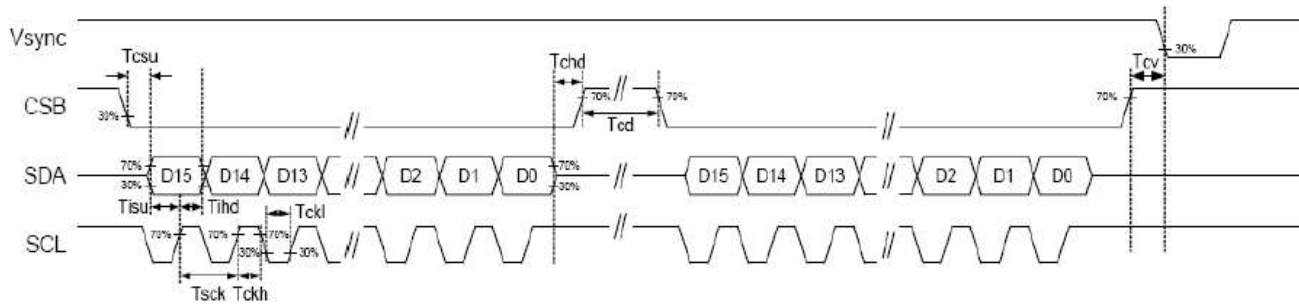 Vsync
30%
Tcsu
Tchd
Tcv
CSB
30%
70%
70%
70%
Tcd
SDA
70%
30%
D15
D14
D13
D2
D1
D0
70%
30%
D15
D14
D13
D2
D1
D0
Tisu
Tihd
Tckl
SCL
70%
70%
30%
70%
30%
Tsck
Tckh